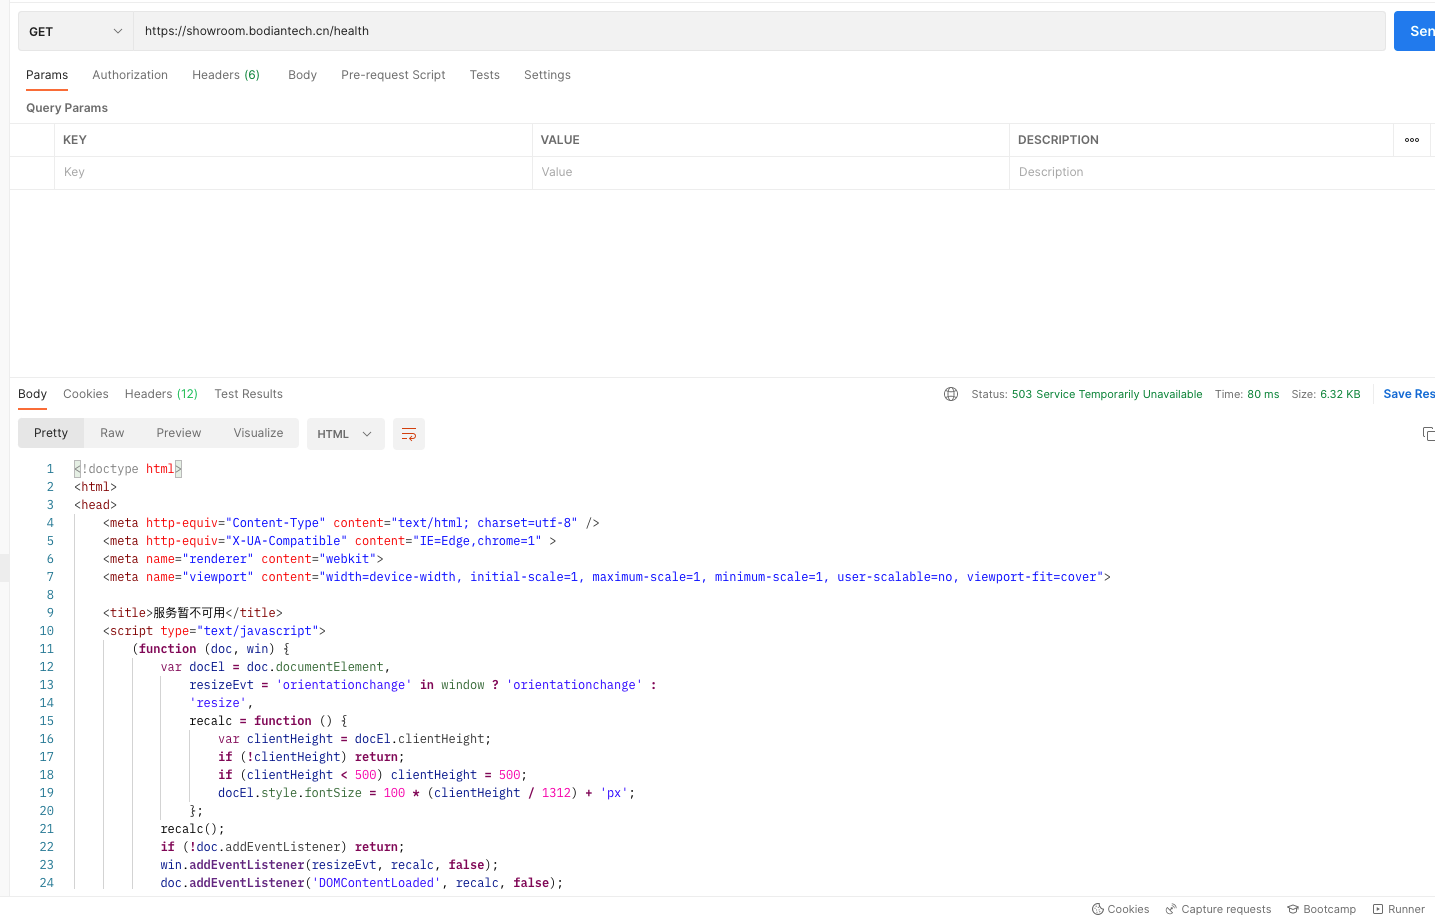 GET https://showroom.bodiantech.cn/health Sen
Params Authorization Headers (6) Body Pre-request Script Tests Settings
Query Params
KEY VALUE DESCRIPTION
Key Value Description
Body Cookies Headers (12) Test Results Status: 503 Service Temporarily Unavailable Time: 80 ms Size: 6.32 KB Save Res
Pretty Raw Preview Visualize HTML
1 <!doctype html>
2 <html>
3 <head>
4 <meta http-equiv="Content-Type" content="text/html; charset=utf-8" />
5 <meta http-equiv="X-UA-Compatible" content="IE=Edge,chrome=1" >
6 <meta name="renderer" content="webkit">
7 <meta name="viewport" content="width=device-width, initial-scale=1, maximum-scale=1, minimum-scale=1, user-scalable=no, viewport-fit=cover">
8
9 <title>服务暂不可用</title>
10 <script type="text/javascript">
11 (function (doc, win) {
12 var docEl = doc.documentElement,
13 resizeEvt = 'orientationchange' in window ? 'orientationchange' :
14 'resize',
15 recalc = function () {
16 var clientHeight = docEl.clientHeight;
17 if (!clientHeight) return;
18 if (clientHeight < 500) clientHeight = 500;
19 docEl.style.fontSize = 100 * (clientHeight / 1312) + 'px';
20 };
21 recalc();
22 if (!doc.addEventListener) return;
23 win.addEventListener(resizeEvt, recalc, false);
24 doc.addEventListener('DOMContentLoaded', recalc, false);
Cookies Capture requests Bootcamp Runner